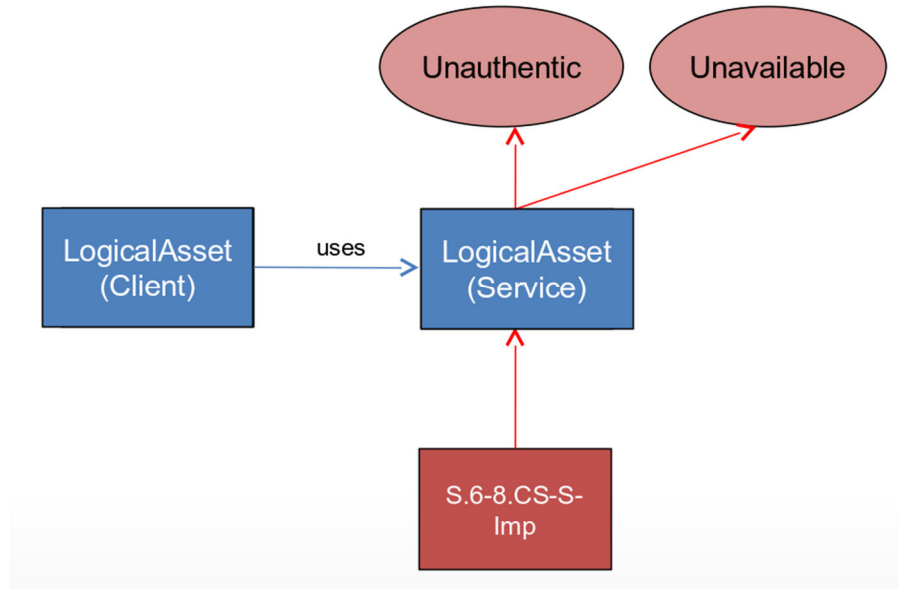 Unauthentic
Unavailable
LogicalAsset
(Client)
uses
LogicalAsset
(Service)
S.6-8.CS-S-
Imp